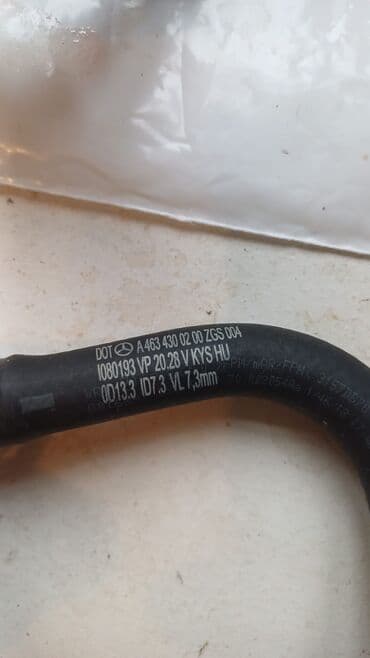 DOT A 463 430 02 00 ZGS 004
1080193 VP 20.28 V KYS HU
OD13.3 ID7.3 VL 7,3mm